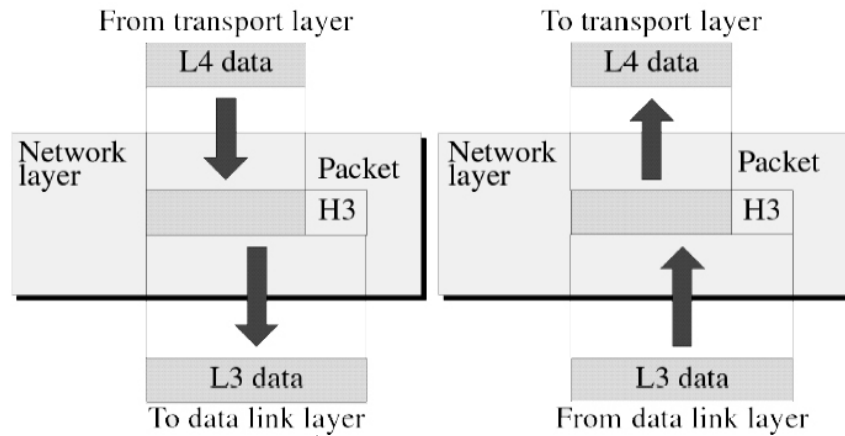 From transport layer
L4 data
Network
layer
Packet
H3
L3 data
To data link layer
To transport layer
L4 data
Network
layer
Packet
H3
L3 data
From data link layer